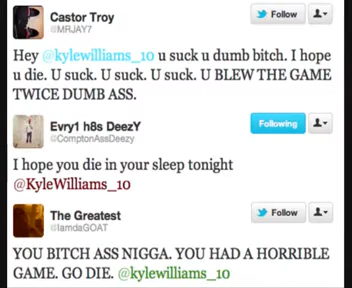 Castor Troy
@MRJAY7
Follow
Hey @kylewilliams_10 u suck u dumb bitch. I hope
u die. U suck. U suck. U suck. U BLEW THE GAME
TWICE DUMB ASS.
Evry1 h8s DeezY
@ComptonAssDeezy
Following
I hope you die in your sleep tonight
@KyleWilliams_10
The Greatest
@IamdaGOAT
Follow
YOU BITCH ASS NIGGA. YOU HAD A HORRIBLE
GAME. GO DIE. @kylewilliams_10